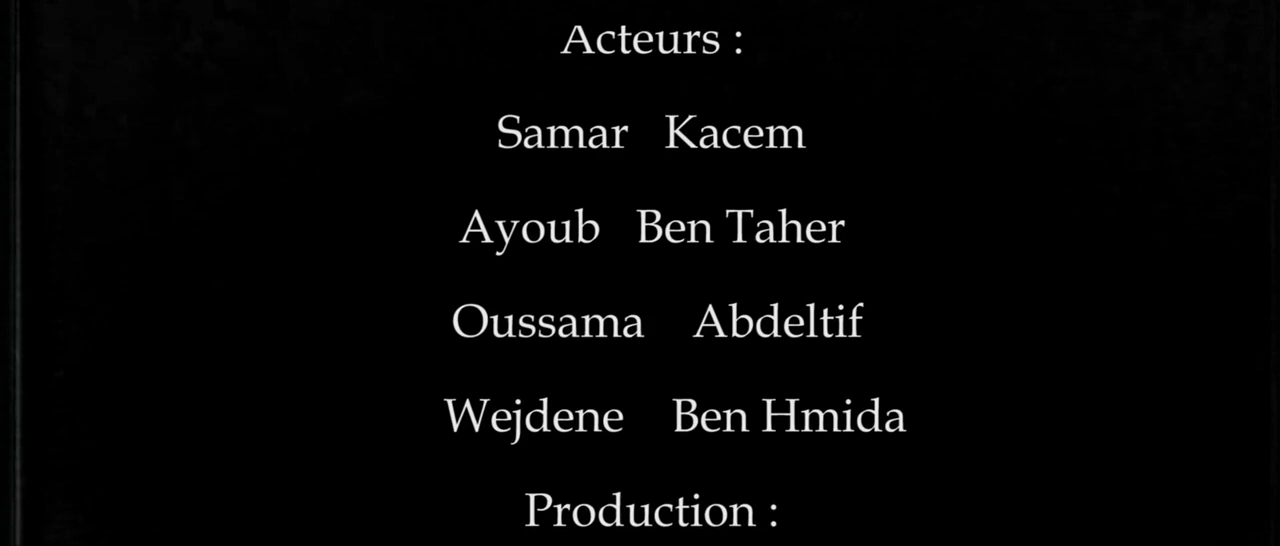 Acteurs :
Samar Kacem
Ayoub Ben Taher
Oussama Abdeltif
Wejdene Ben Hmida
Production :